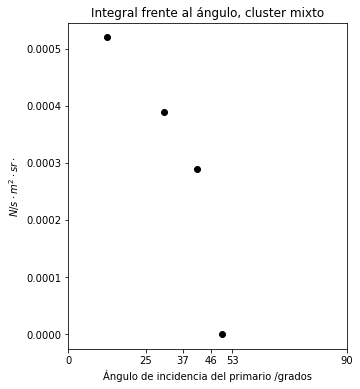 Integral frente al ángulo, cluster mixto
0.0005
0.0004
0.0003
0.0002
0.0001
0.0000
N/s · m² · sr ·
0 25 37 46 53 90
Ángulo de incidencia del primario /grados